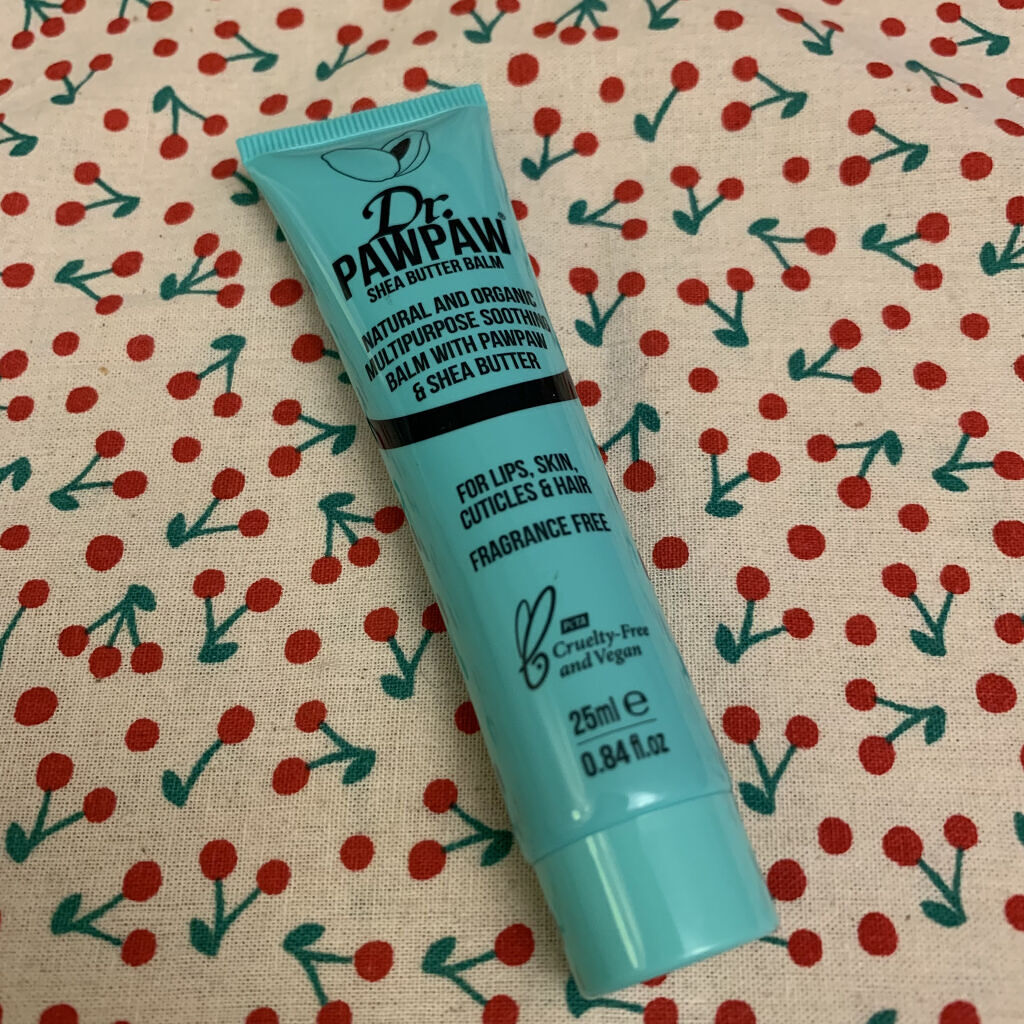 Dr.
PAWPAW®
SHEA BUTTER BALM
NATURAL AND ORGANIC
MULTIPURPOSE SOOTHING
BALM WITH PAWPAW
& SHEA BUTTER
FOR LIPS, SKIN,
CUTICLES & HAIR
FRAGRANCE FREE
PETA
Cruelty-Free
and Vegan
25ml ℮
0.84 fl.oz